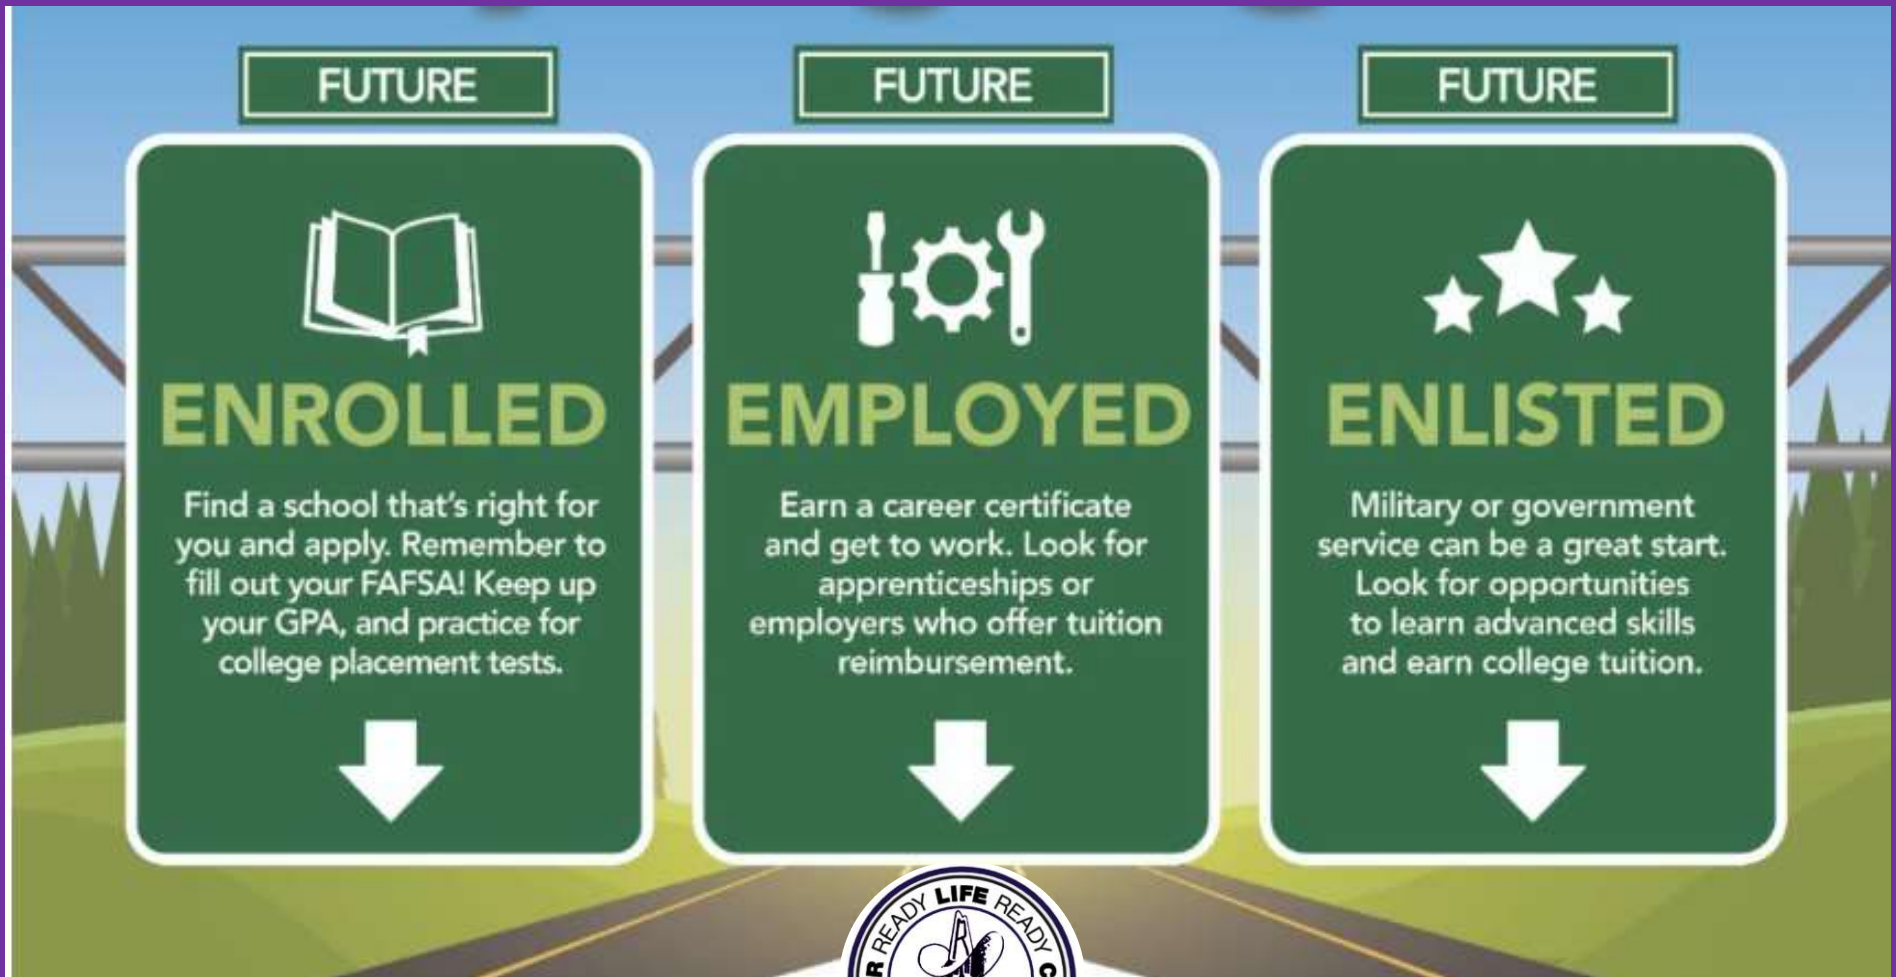 FUTURE
ENROLLED
Find a school that's right for
you and apply. Remember to
fill out your FAFSA! Keep up
your GPA, and practice for
college placement tests.
FUTURE
EMPLOYED
Earn a career certificate
and get to work. Look for
apprenticeships or
employers who offer tuition
reimbursement.
FUTURE
ENLISTED
Military or government
service can be a great start.
Look for opportunities
to learn advanced skills
and earn college tuition.
READY LIFE READY